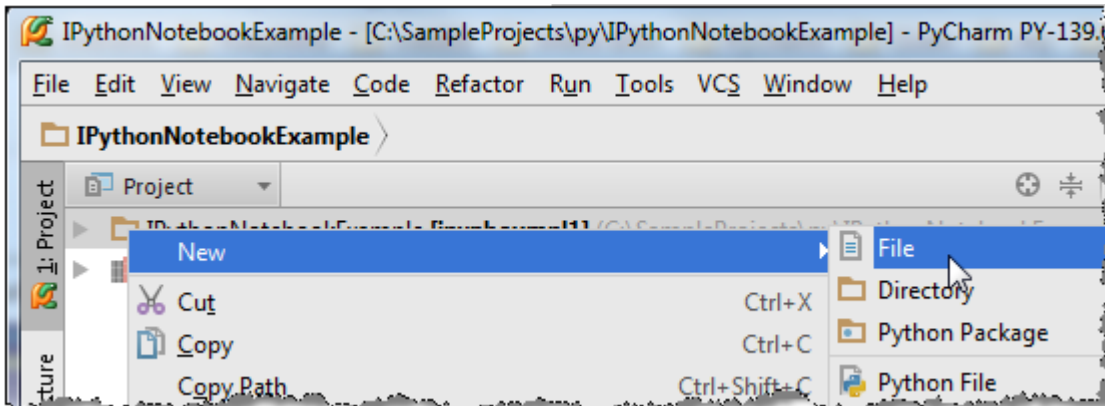 IPythonNotebookExample - [C:\SampleProjects\py\IPythonNotebookExample] - PyCharm PY-139.
File Edit View Navigate Code Refactor Run Tools VCS Window Help
IPythonNotebookExample
1: Project
Project
New
File
Cut Ctrl+X
Directory
Copy Ctrl+C
Python Package
Copy Path Ctrl+Shift+C
Python File